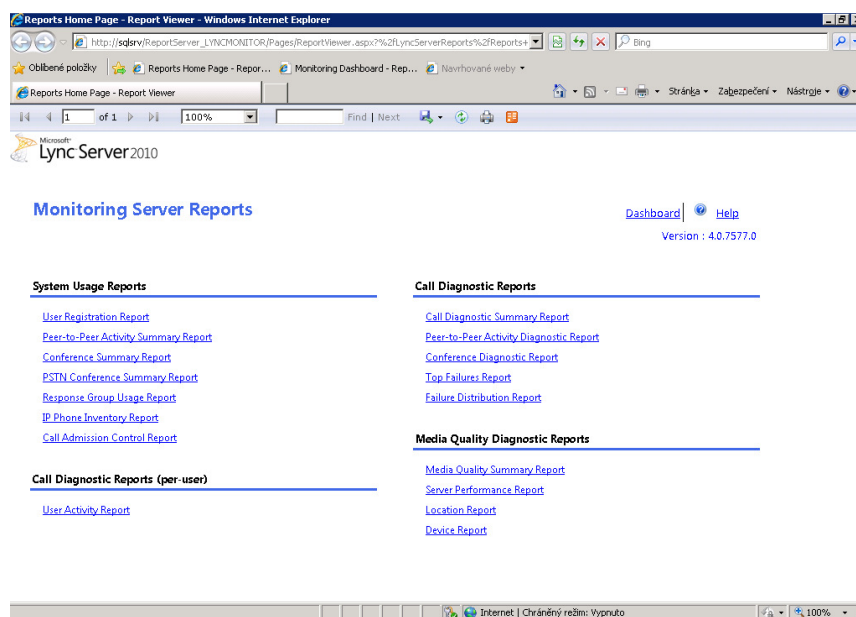 Reports Home Page - Report Viewer - Windows Internet Explorer
http://sqlsrv/ReportServer_LYNCMONITOR/Pages/ReportViewer.aspx?%2fLyncServerReports%2fReports+
Bing
Oblíbené položky
Reports Home Page - Repor...
Monitoring Dashboard - Rep...
Navrhované weby
Reports Home Page - Report Viewer
Stránka
Zabezpečení
Nástroje
1 of 1
100%
Find | Next
Microsoft
Lync Server 2010
Monitoring Server Reports
Dashboard
Help
Version : 4.0.7577.0
System Usage Reports
User Registration Report
Peer-to-Peer Activity Summary Report
Conference Summary Report
PSTN Conference Summary Report
Response Group Usage Report
IP Phone Inventory Report
Call Admission Control Report
Call Diagnostic Reports (per-user)
User Activity Report
Call Diagnostic Reports
Call Diagnostic Summary Report
Peer-to-Peer Activity Diagnostic Report
Conference Diagnostic Report
Top Failures Report
Failure Distribution Report
Media Quality Diagnostic Reports
Media Quality Summary Report
Server Performance Report
Location Report
Device Report
Internet | Chráněný režim: Vypnuto
100%